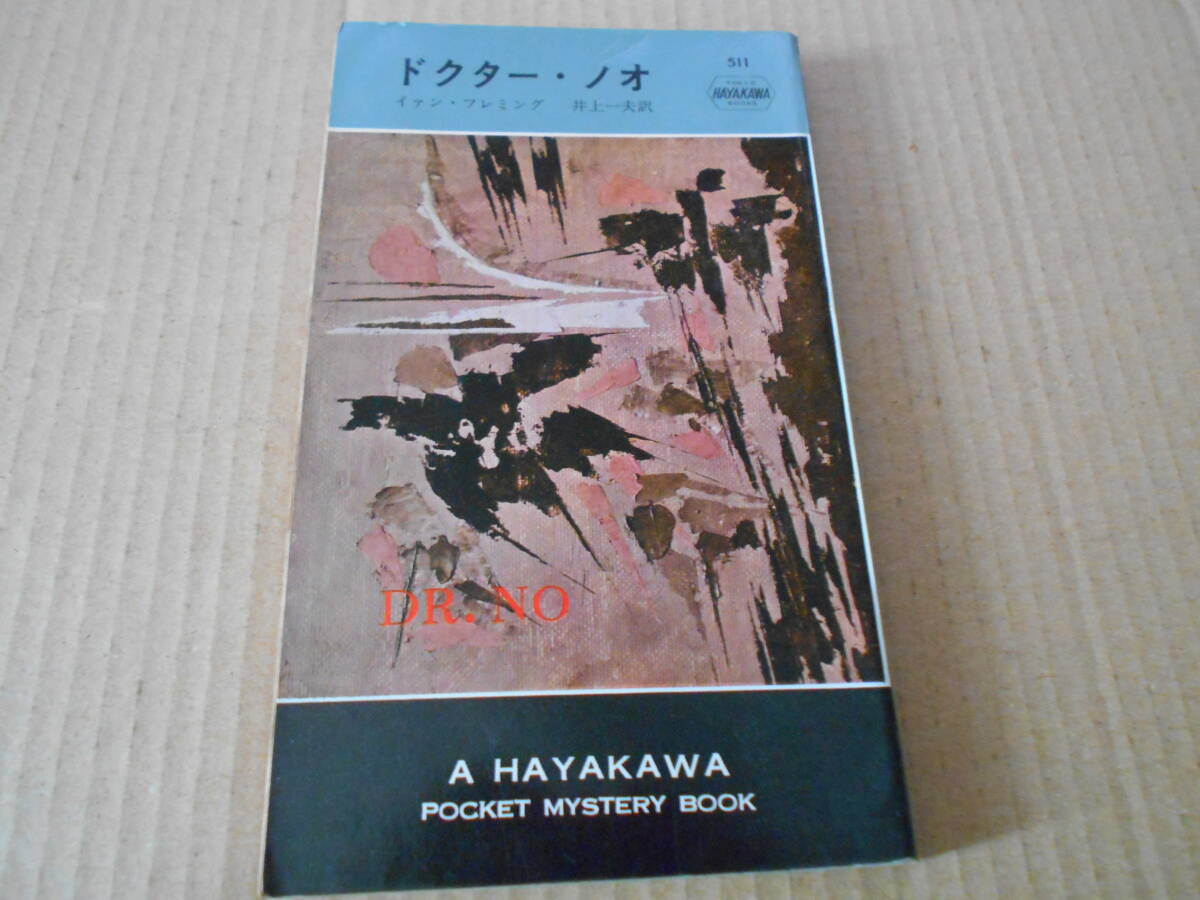 ドクター・ノオ
イァン・フレミング 井上一夫訳
511
HAYAKAWA
BOOKS
DR. NO
A HAYAKAWA
POCKET MYSTERY BOOK